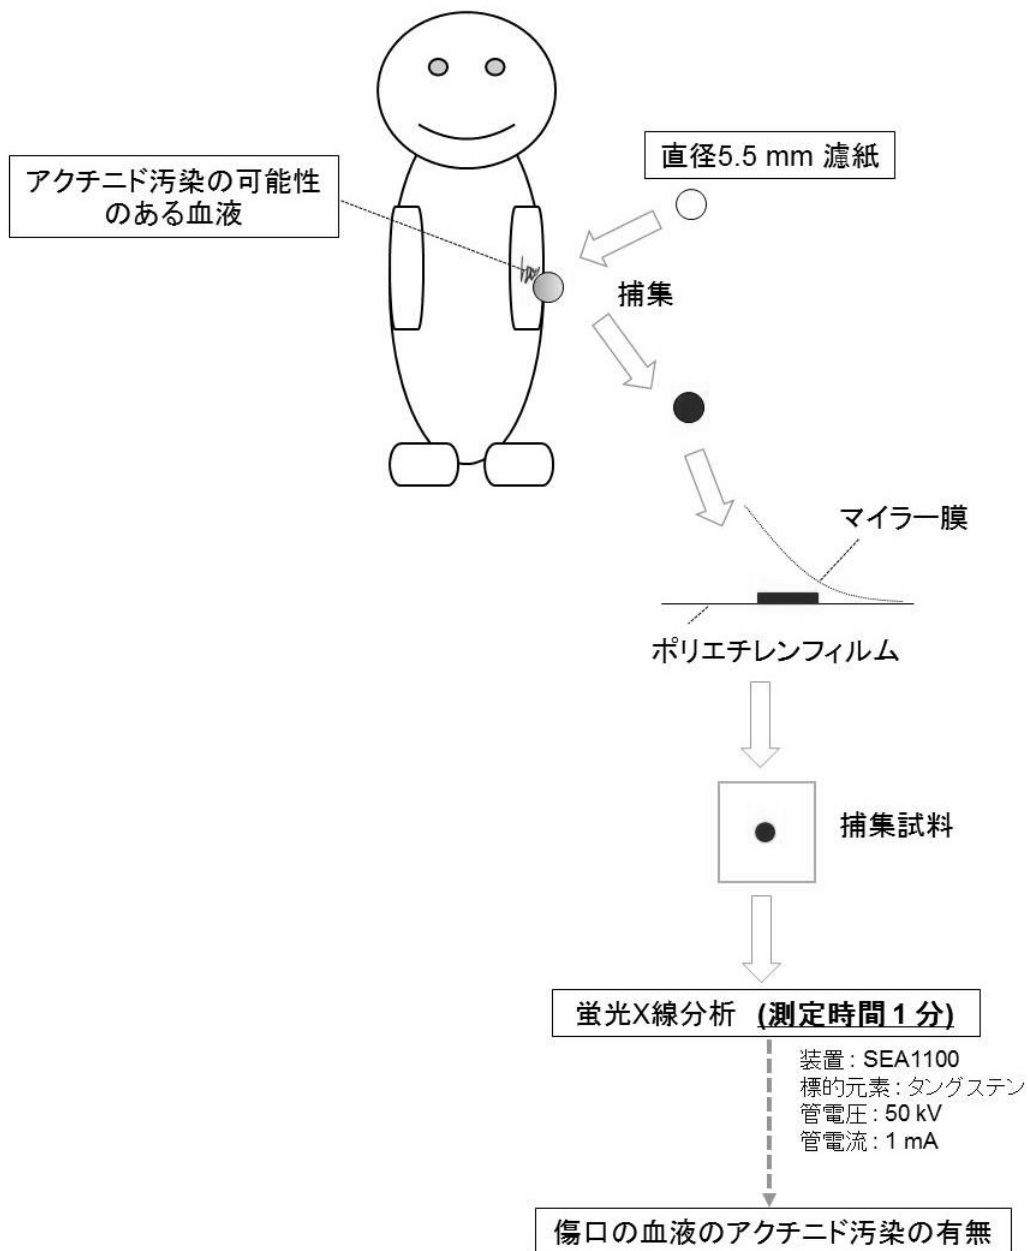 直径5.5 mm 濾紙
アクチニド汚染の可能性
のある血液
捕集
マイラー膜
ポリエチレンフィルム
捕集試料
蛍光X線分析 (測定時間1分)
装置：SEA1100
標的元素：タングステン
管電圧：50 kV
管電流：1 mA
傷口の血液のアクチニド汚染の有無